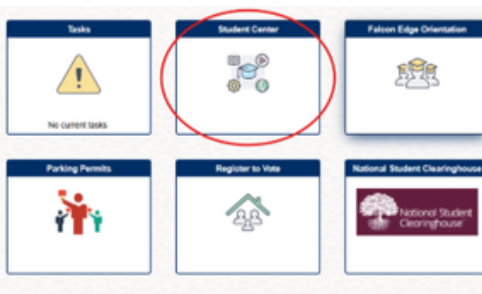 Tasks
Student Center
Falcon Edge Orientation
No current tasks
Parking Permits
Register to Vote
National Student Clearinghouse
National Student
Clearinghouse